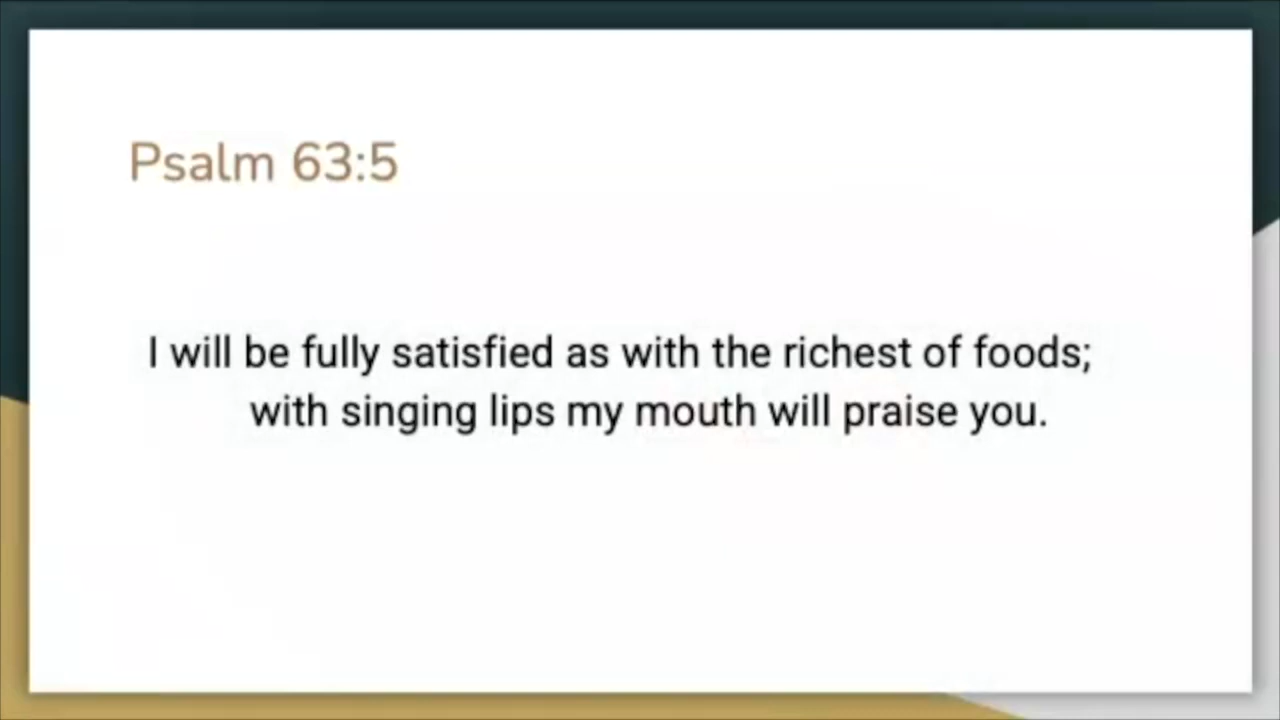 Psalm 63:5
I will be fully satisfied as with the richest of foods;
with singing lips my mouth will praise you.